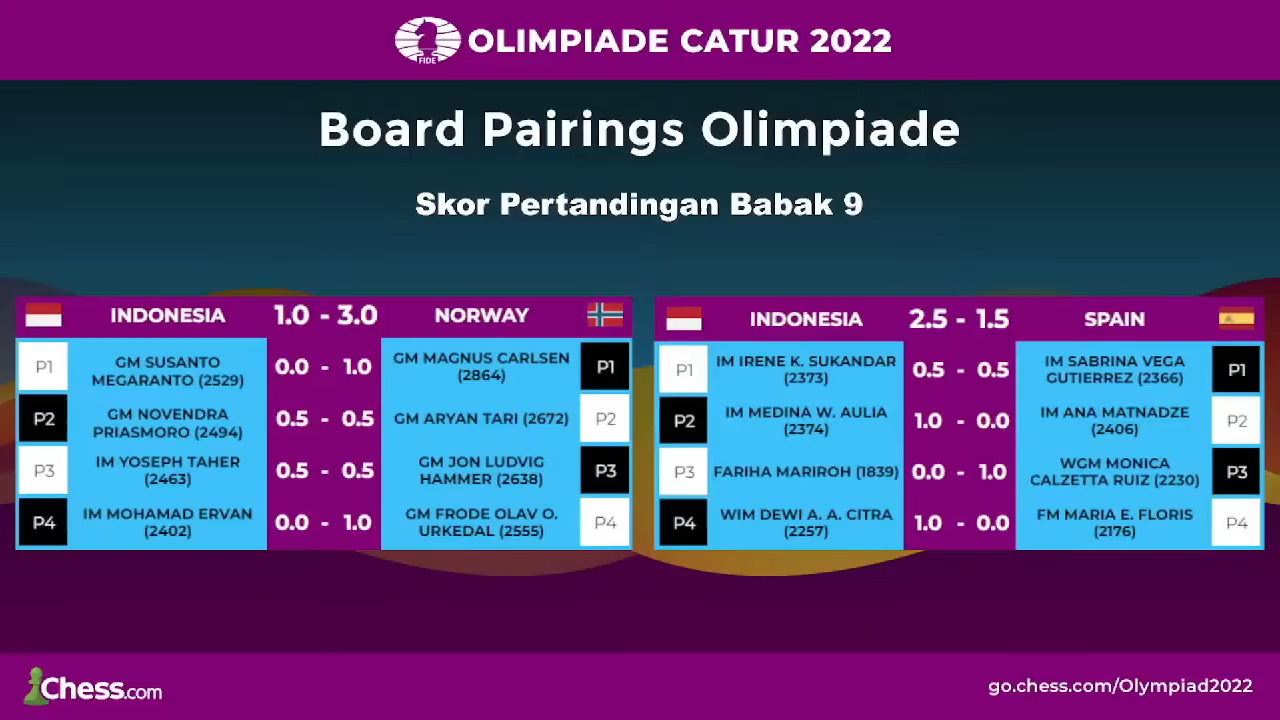 FIDE
OLIMPIADE CATUR 2022
Board Pairings Olimpiade
Skor Pertandingan Babak 9
INDONESIA 1.0 - 3.0 NORWAY
P1 GM SUSANTO MEGARANTO (2529) 0.0 - 1.0 GM MAGNUS CARLSEN (2864) P1
P2 GM NOVENDRA PRIASMORO (2494) 0.5 - 0.5 GM ARYAN TARI (2672) P2
P3 IM YOSEPH TAHER (2463) 0.5 - 0.5 GM JON LUDVIG HAMMER (2638) P3
P4 IM MOHAMAD ERVAN (2402) 0.0 - 1.0 GM FRODE OLAV O. URKEDAL (2555) P4
INDONESIA 2.5 - 1.5 SPAIN
P1 IM IRENE K. SUKANDAR (2373) 0.5 - 0.5 IM SABRINA VEGA GUTIERREZ (2366) P1
P2 IM MEDINA W. AULIA (2374) 1.0 - 0.0 IM ANA MATNADZE (2406) P2
P3 FARIHA MARIROH (1839) 0.0 - 1.0 WGM MONICA CALZETTA RUIZ (2230) P3
P4 WIM DEWI A. A. CITRA (2257) 1.0 - 0.0 FM MARIA E. FLORIS (2176) P4
Chess.com
go.chess.com/Olympiad2022